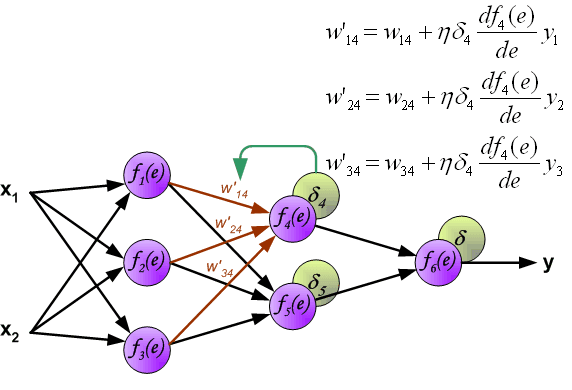 w'₁₄ = w₁₄ + ηδ₄ df₄(e)/de y₁
w'₂₄ = w₂₄ + ηδ₄ df₄(e)/de y₂
w'₃₄ = w₃₄ + ηδ₄ df₄(e)/de y₃
x₁
x₂
f₁(e)
f₂(e)
f₃(e)
w'₁₄
w'₂₄
w'₃₄
δ₄
f₄(e)
δ₅
f₅(e)
δ
f₆(e)
y